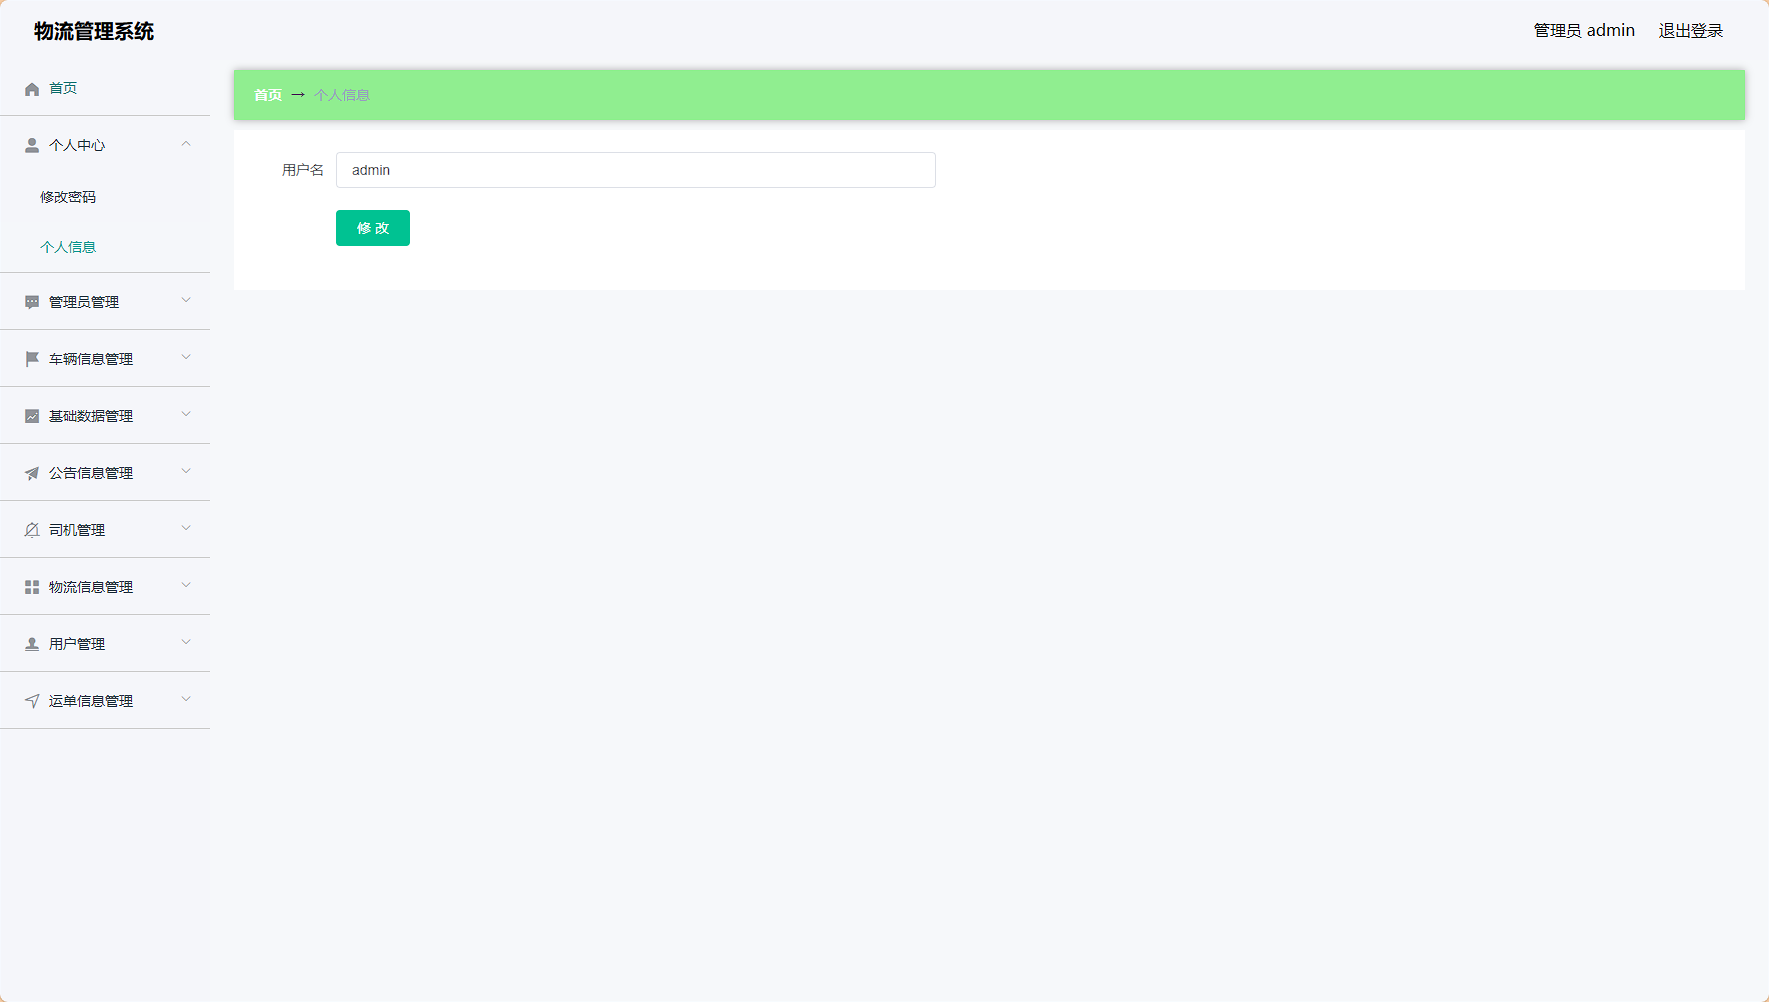 物流管理系统
管理员 admin
退出登录
首页
个人中心
修改密码
个人信息
管理员管理
车辆信息管理
基础数据管理
公告信息管理
司机管理
物流信息管理
用户管理
运单信息管理
首页 → 个人信息
用户名 admin
修 改